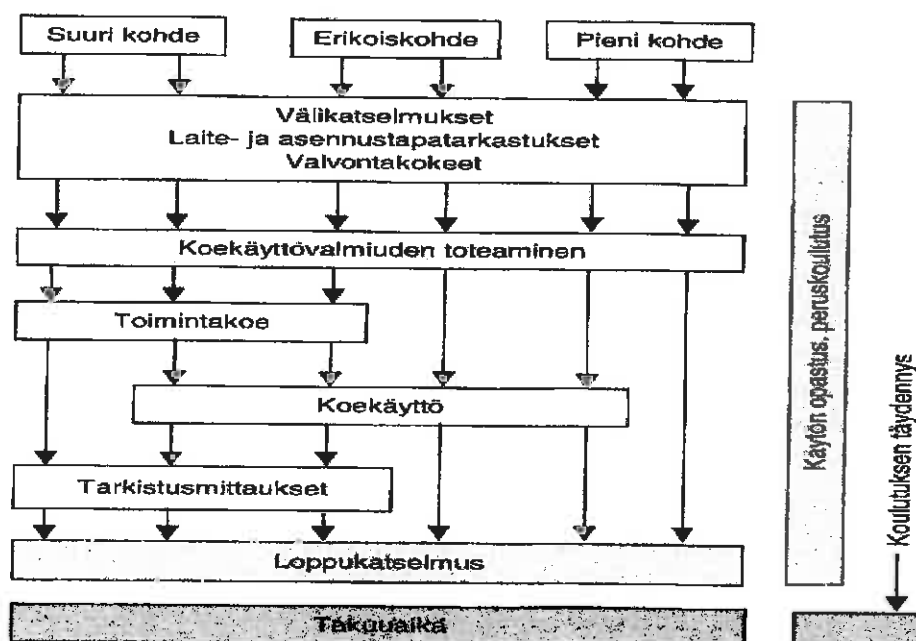 Suuri kohde
Erikoiskohde
Pieni kohde
Välikatselmukset
Laite- ja asennustapatarkastukset
Valvontakokeet
Koekäyttövalmiuden toteaminen
Toimintakoe
Koekäyttö
Tarkistusmittaukset
Loppukatselmus
Takuuaika
Käytön opastus, peruskoulutus
Koulutuksen täydennys